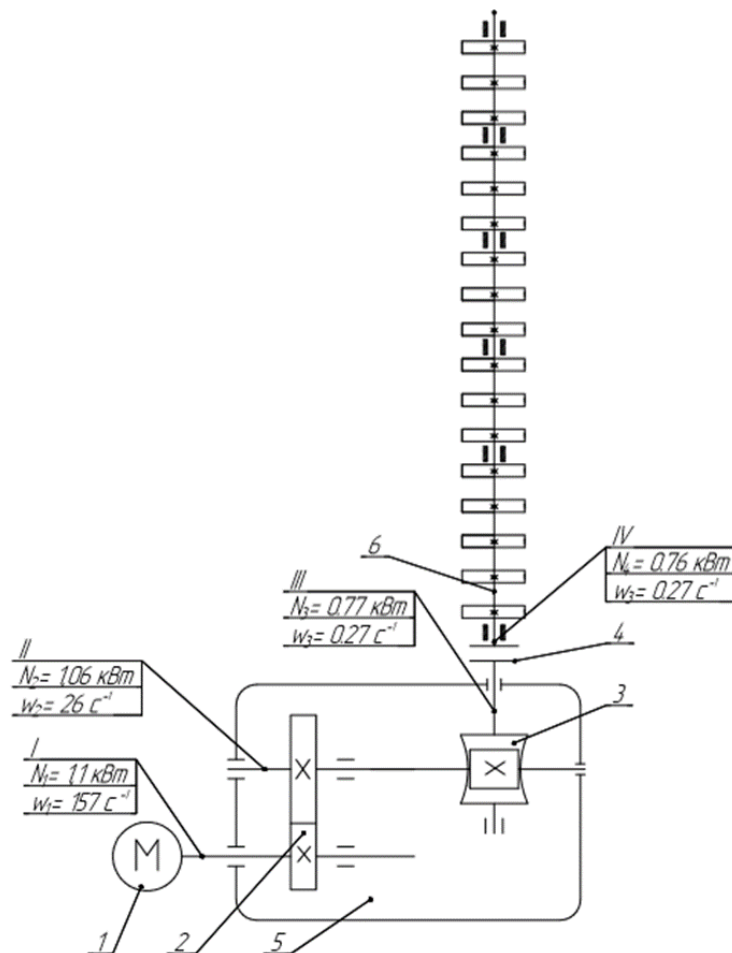 6
IV
N₄= 0.76 кВт
w₃= 0.27 c⁻¹
III
N₃= 0.77 кВт
w₃= 0.27 c⁻¹
4
II
N₂= 1.06 кВт
w₂= 26 c⁻¹
3
I
N₁= 1,1 кВт
w₁= 157 c⁻¹
M
1
2
5